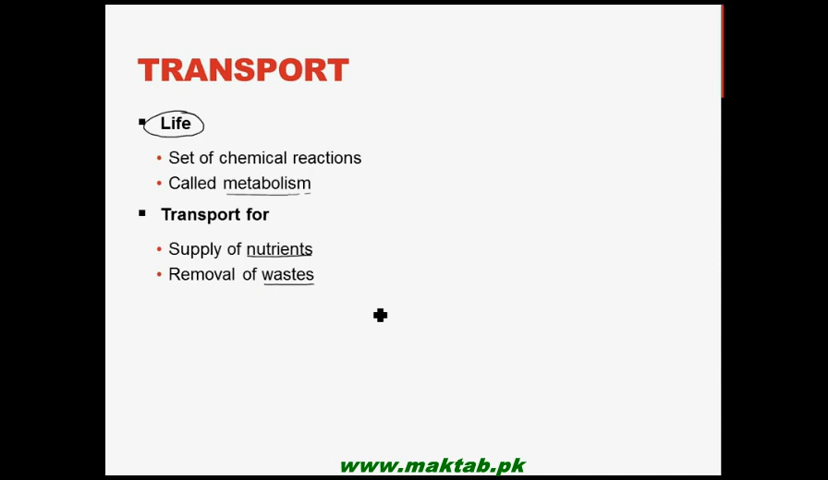 TRANSPORT
Life
Set of chemical reactions
Called metabolism
Transport for
Supply of nutrients
Removal of wastes
www.maktab.pk